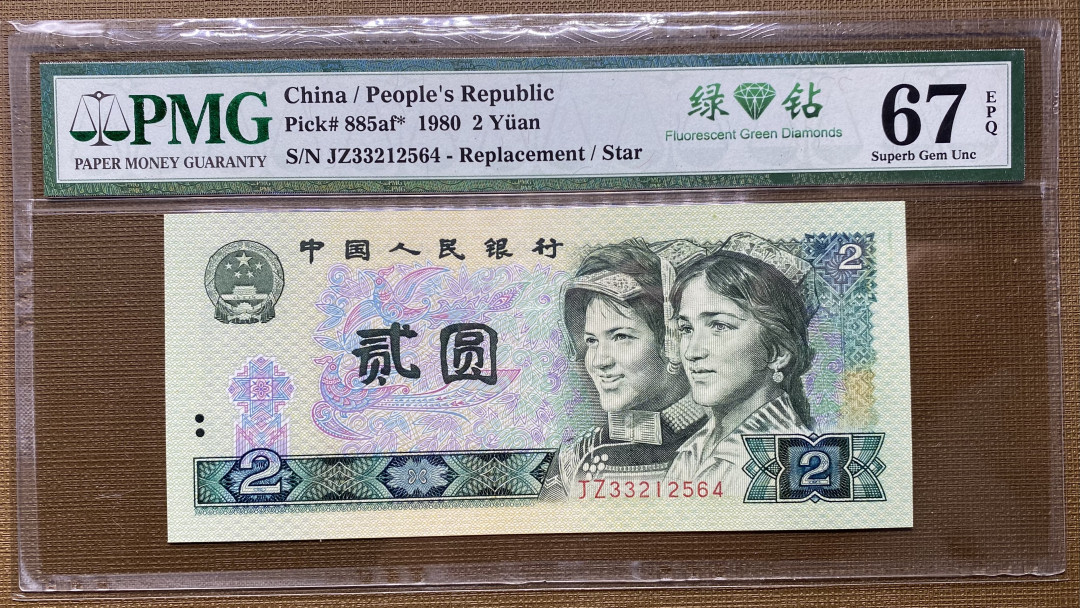 PMG
PAPER MONEY GUARANTY
China / People's Republic
Pick# 885af* 1980 2 Yüan
S/N JZ33212564 - Replacement / Star
绿 钻
Fluorescent Green Diamonds
67
EPQ
Superb Gem Unc
中国人民银行
2
贰圆
2
JZ33212564
2